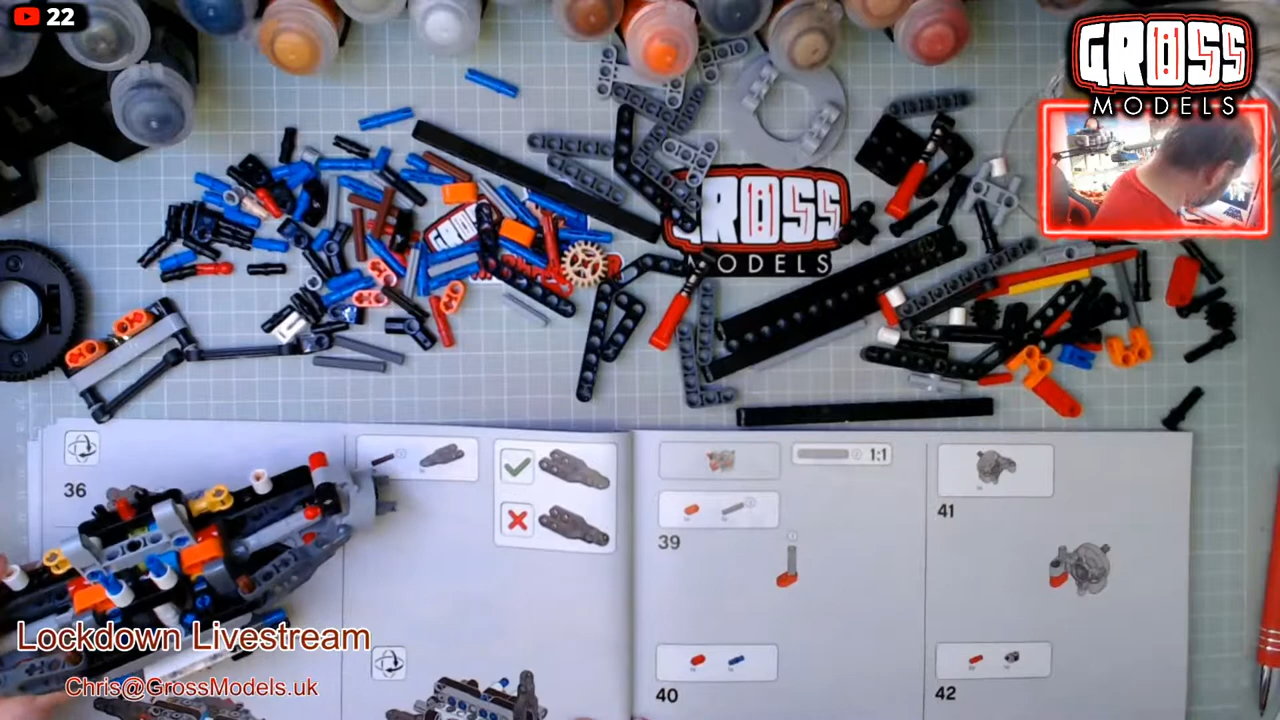 22
GROSS
MODELS
GROSS
MODELS
36
1:1
39
41
40
42
Lockdown Livestream
Chris@GrossModels.uk